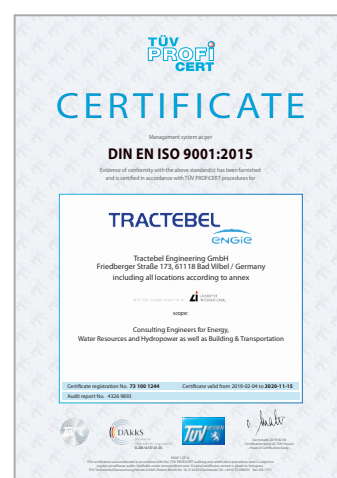 TÜV
PROFI
CERT
CERTIFICATE
Management system as per
DIN EN ISO 9001:2015
Evidence of conformity with the above standard(s) has been furnished
and is certified in accordance with TÜV PROFICERT procedures for
TRACTEBEL
ENGIE
Tractebel Engineering GmbH
Friedberger Straße 173, 61118 Bad Vilbel / Germany
including all locations according to annex
LAHMEYER
INTERNATIONAL
scope:
Consulting Engineers for Energy,
Water Resources and Hydropower as well as Building & Transportation
Certificate registration No. 73 100 1244
Certificate valid from 2019-02-04 to 2020-11-15
Audit report No. 4326 9893
DAkkS
TÜV
HESSEN